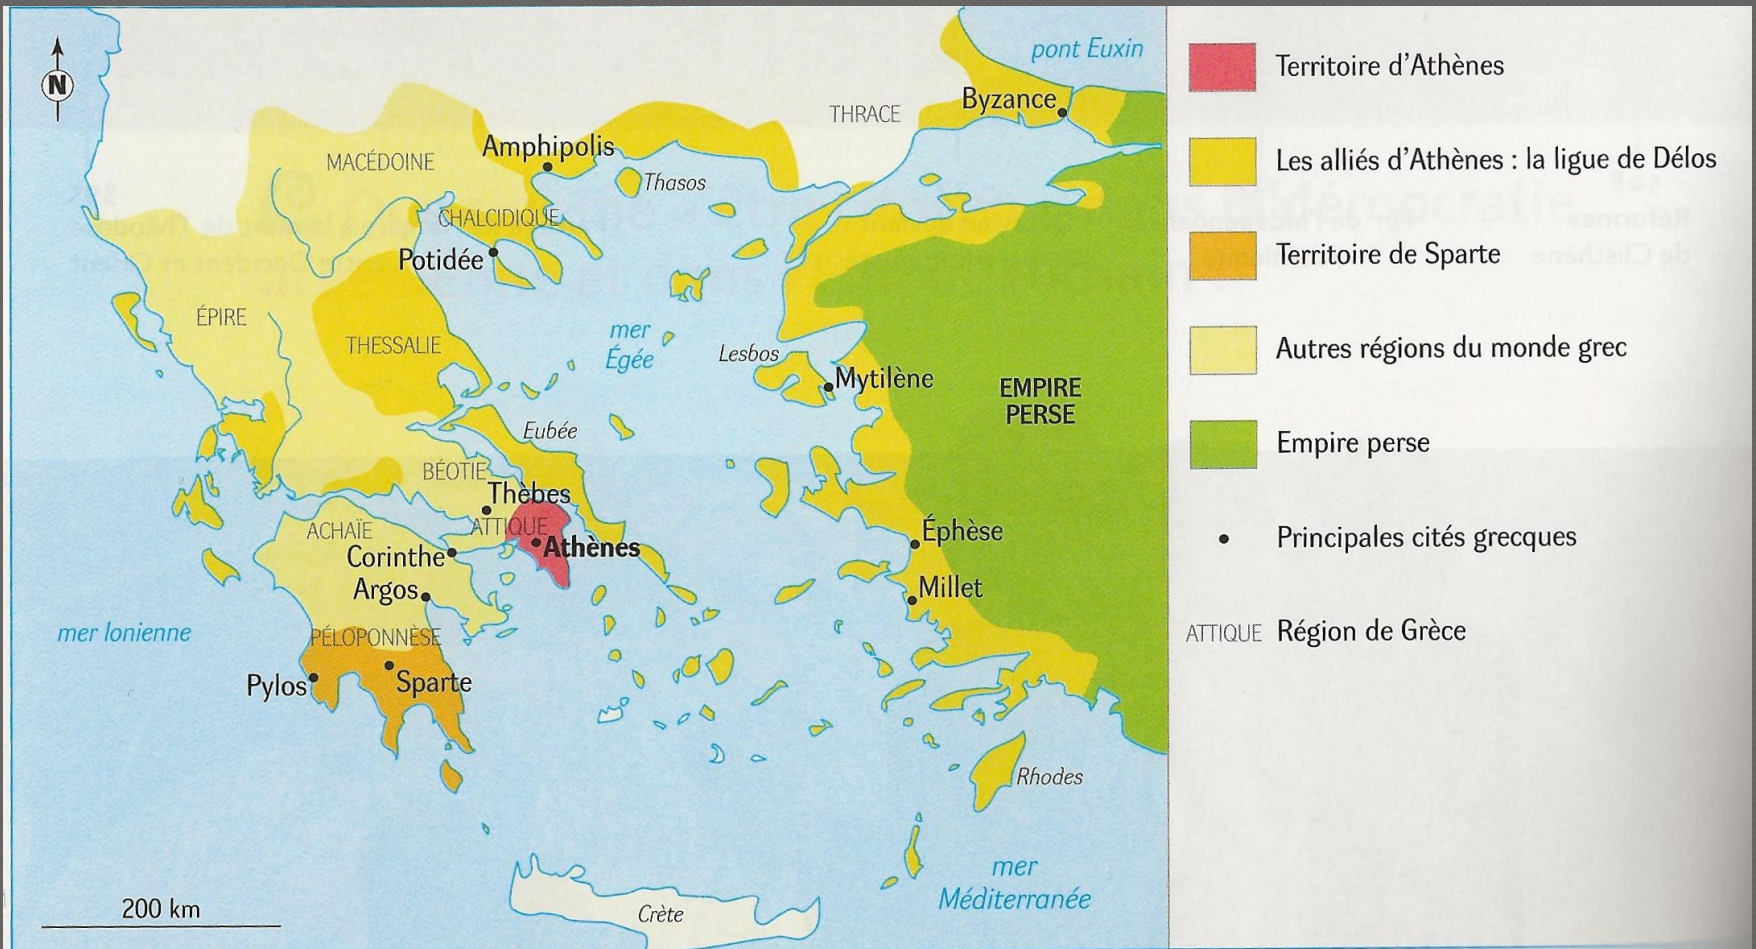 N
pont Euxin
Byzance
THRACE
Amphipolis
MACÉDOINE
Thasos
CHALCIDIQUE
Potidée
ÉPIRE
THESSALIE
mer
Égée
Lesbos
Mytilène
EMPIRE
PERSE
Eubée
BÉOTIE
Thèbes
ACHAÏE
ATTIQUE
Athènes
Corinthe
Argos
Éphèse
Millet
mer Ionienne
PÉLOPONNÈSE
Pylos
Sparte
Rhodes
mer
Méditerranée
Crète
200 km
Territoire d'Athènes
Les alliés d'Athènes : la ligue de Délos
Territoire de Sparte
Autres régions du monde grec
Empire perse
Principales cités grecques
ATTIQUE Région de Grèce